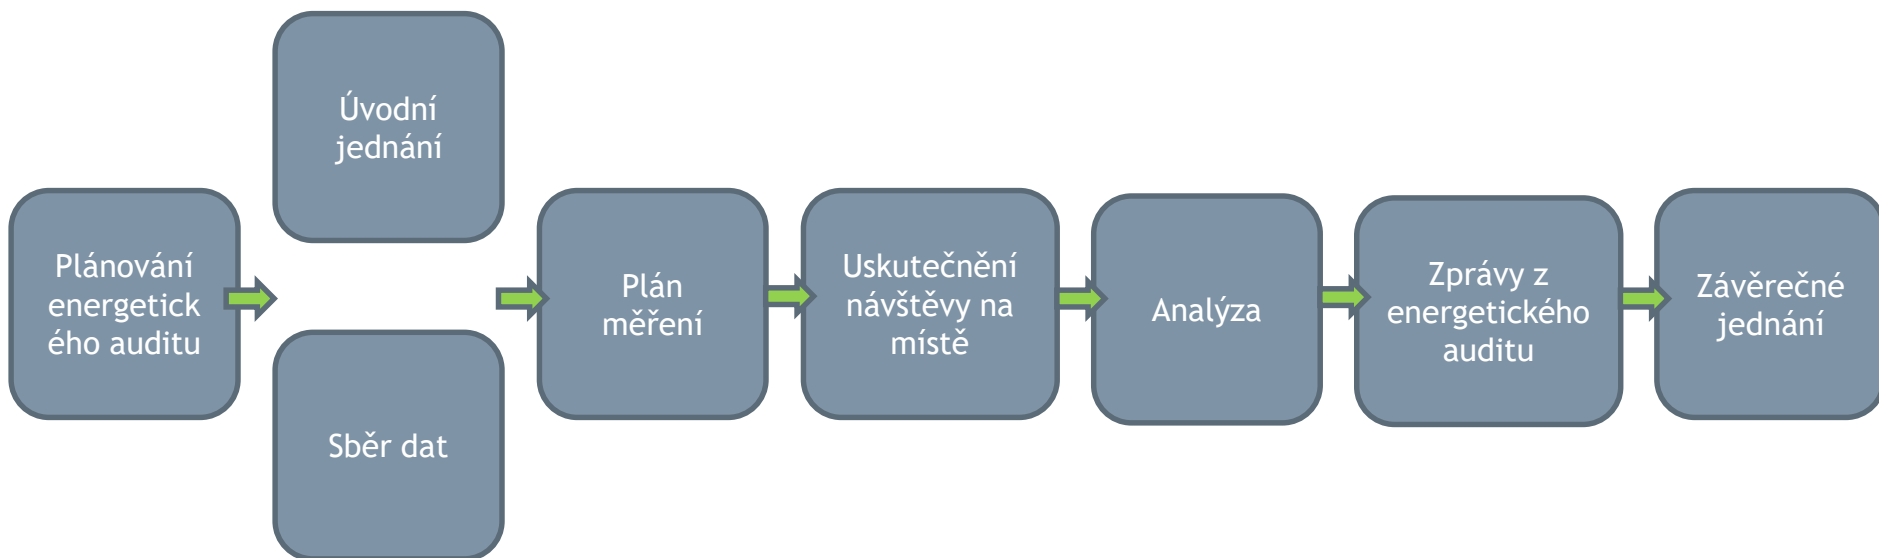 Plánování
energetick
ého auditu
Úvodní
jednání
Sběr dat
Plán
měření
Uskutečnění
návštěvy na
místě
Analýza
Zprávy z
energetického
auditu
Závěrečné
jednání